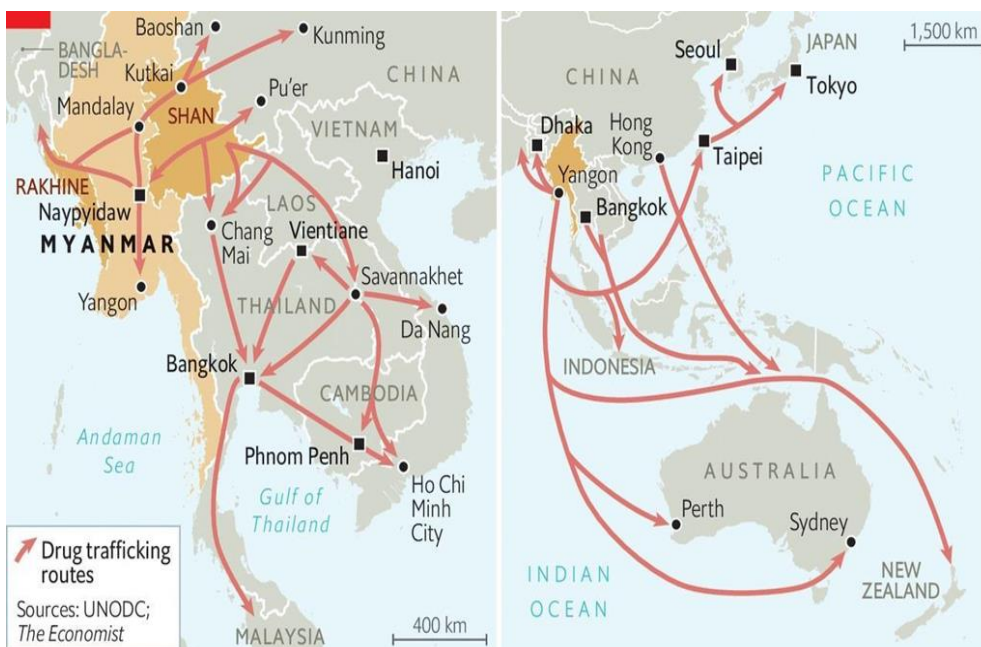 Baoshan
Kunming
BANGLA-
DESH
Kutkai
CHINA
Mandalay
Pu'er
SHAN
VIETNAM
Hanoi
RAKHINE
Naypyidaw
LAOS
MYANMAR
Chang
Mai
Vientiane
Savannakhet
Yangon
THAILAND
Da Nang
Bangkok
CAMBODIA
Andaman
Sea
Phnom Penh
Gulf of
Thailand
Ho Chi
Minh
City
Drug trafficking
routes
Sources: UNODC;
The Economist
MALAYSIA
400 km
Seoul
JAPAN
1,500 km
CHINA
Tokyo
Dhaka
Hong
Kong
Taipei
Yangon
PACIFIC
OCEAN
Bangkok
INDONESIA
AUSTRALIA
Perth
Sydney
INDIAN
OCEAN
NEW
ZEALAND